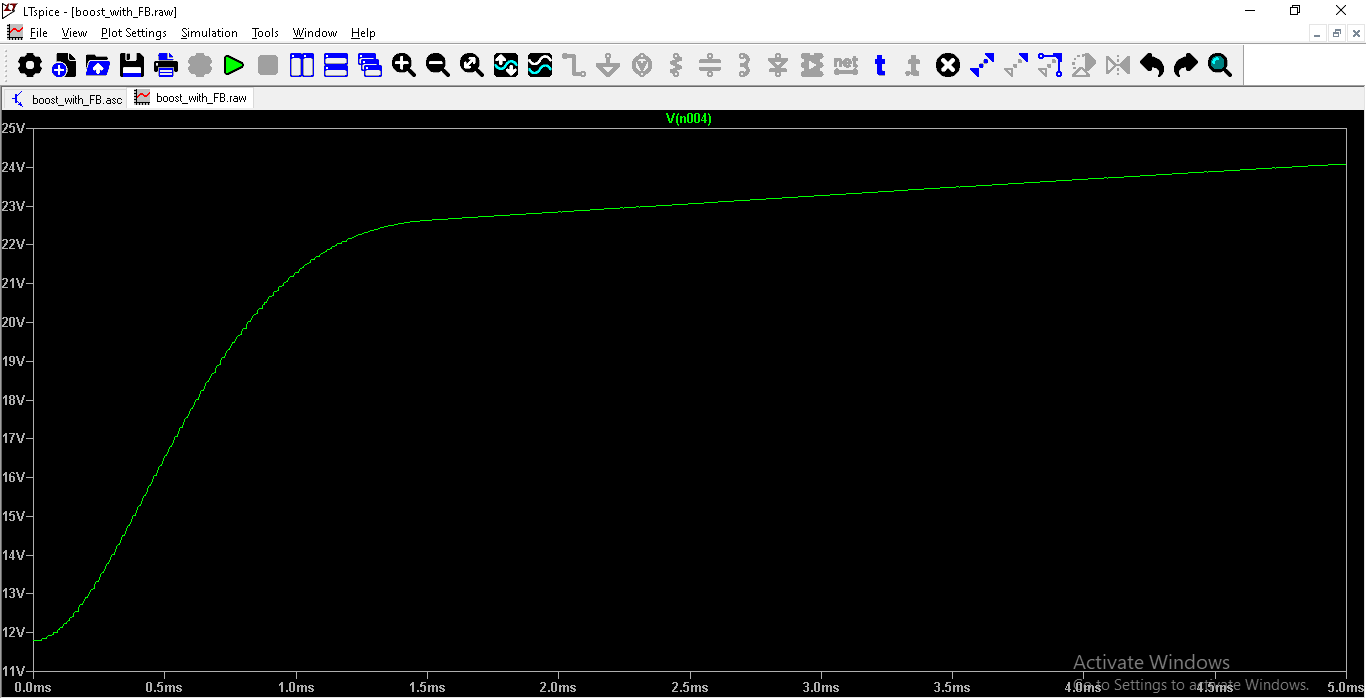 LTspice - [boost_with_FB.raw]
File View Plot Settings Simulation Tools Window Help
net t t
boost_with_FB.asc boost_with_FB.raw
V(n004)
25V
24V
23V
22V
21V
20V
19V
18V
17V
16V
15V
14V
13V
12V
11V
0.0ms 0.5ms 1.0ms 1.5ms 2.0ms 2.5ms 3.0ms 3.5ms 4.0ms 4.5ms 5.0ms
Activate Windows
Go to Settings to activate Windows.